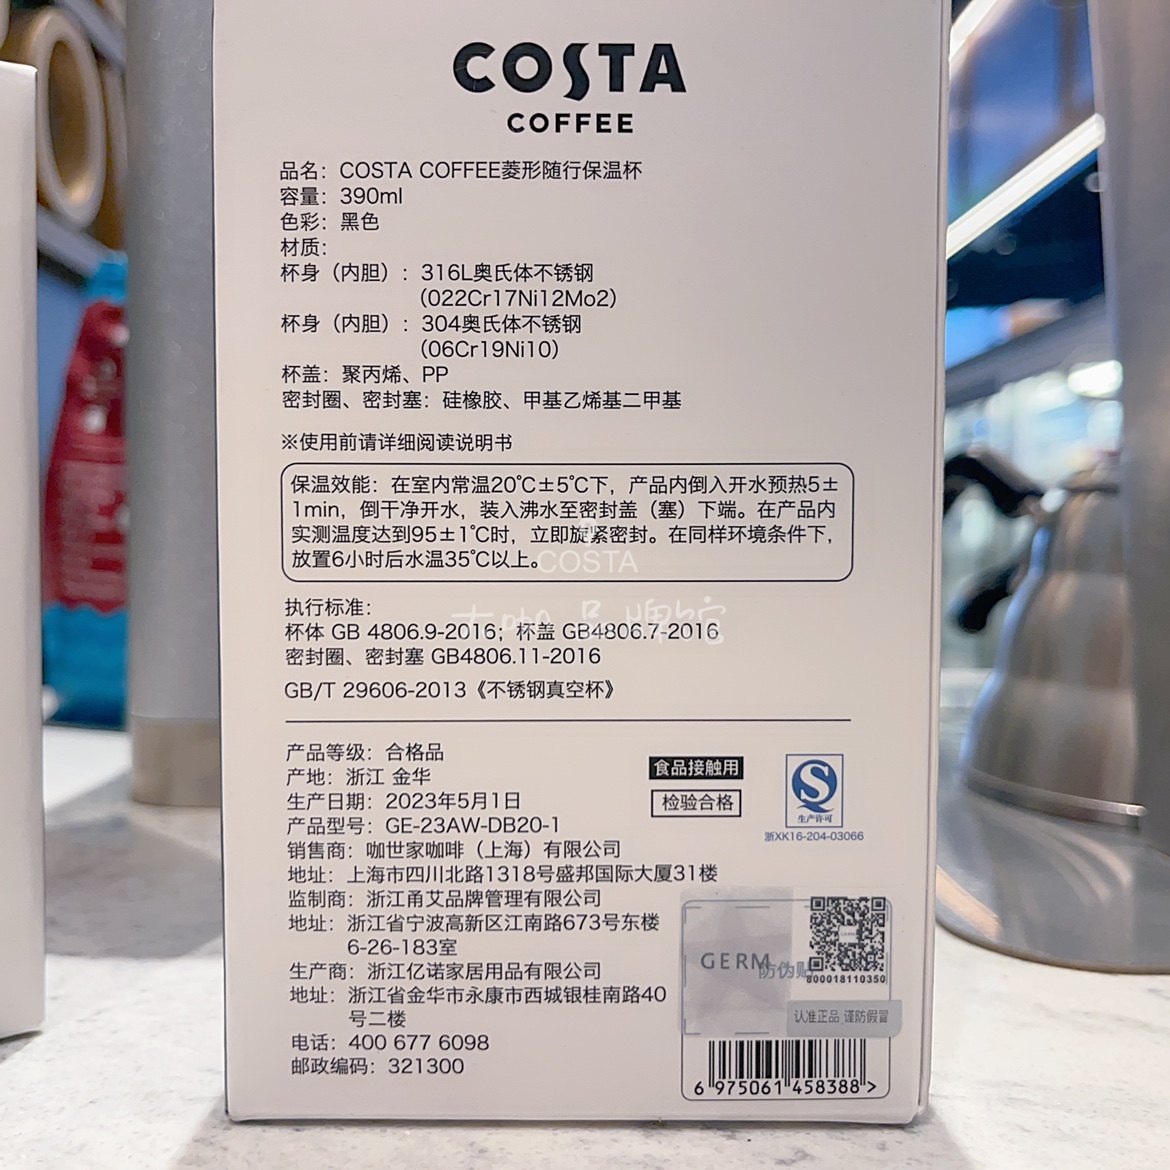 COSTA
COFFEE
品名：COSTA COFFEE菱形随行保温杯
容量：390ml
色彩：黑色
材质：
杯身（内胆）：316L奥氏体不锈钢
（022Cr17Ni12Mo2）
杯身（内胆）：304奥氏体不锈钢
（06Cr19Ni10）
杯盖：聚丙烯、PP
密封圈、密封塞：硅橡胶、甲基乙烯基二甲基
※使用前请详细阅读说明书
保温效能：在室内常温20℃±5℃下，产品内倒入开水预热5±
1min，倒干净开水，装入沸水至密封盖（塞）下端。在产品内
实测温度达到95±1℃时，立即旋紧密封。在同样环境条件下，
放置6小时后水温35℃以上。
COSTA
品牌馆
执行标准：
杯体 GB 4806.9-2016；杯盖 GB4806.7-2016
密封圈、密封塞 GB4806.11-2016
GB/T 29606-2013《不锈钢真空杯》
产品等级：合格品
产地：浙江 金华
生产日期：2023年5月1日
产品型号：GE-23AW-DB20-1
销售商：咖世家咖啡（上海）有限公司
地址：上海市四川北路1318号盛邦国际大厦31楼
监制商：浙江甬艾品牌管理有限公司
地址：浙江省宁波高新区江南路673号东楼
6-26-183室
生产商：浙江亿诺家居用品有限公司
地址：浙江省金华市永康市西城银桂南路40
号二楼
电话：400 677 6098
邮政编码：321300
食品接触用
检验合格
生产许可
浙XK16-204-03066
GERM
防伪贴
800018110350
认准正品 谨防假冒
6 975061 458388 >